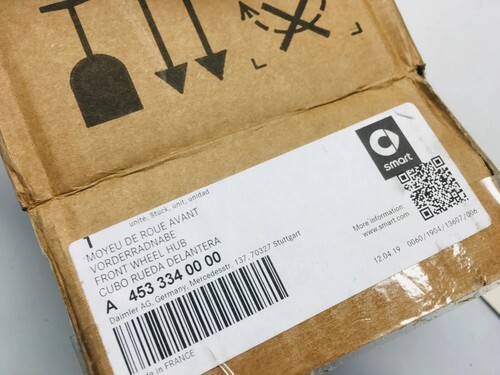 1
unité, Stück, unit, unidad
MOYEU DE ROUE AVANT
VORDERRADNABE
FRONT WHEEL HUB
CUBO RUEDA DELANTERA
A 453 334 00 00
Daimler AG, Germany, Mercedesstr. 137, 70327 Stuttgart
in FRANCE
smart
More information:
www.smart.com
12.04.19 0060/1904/13607/006